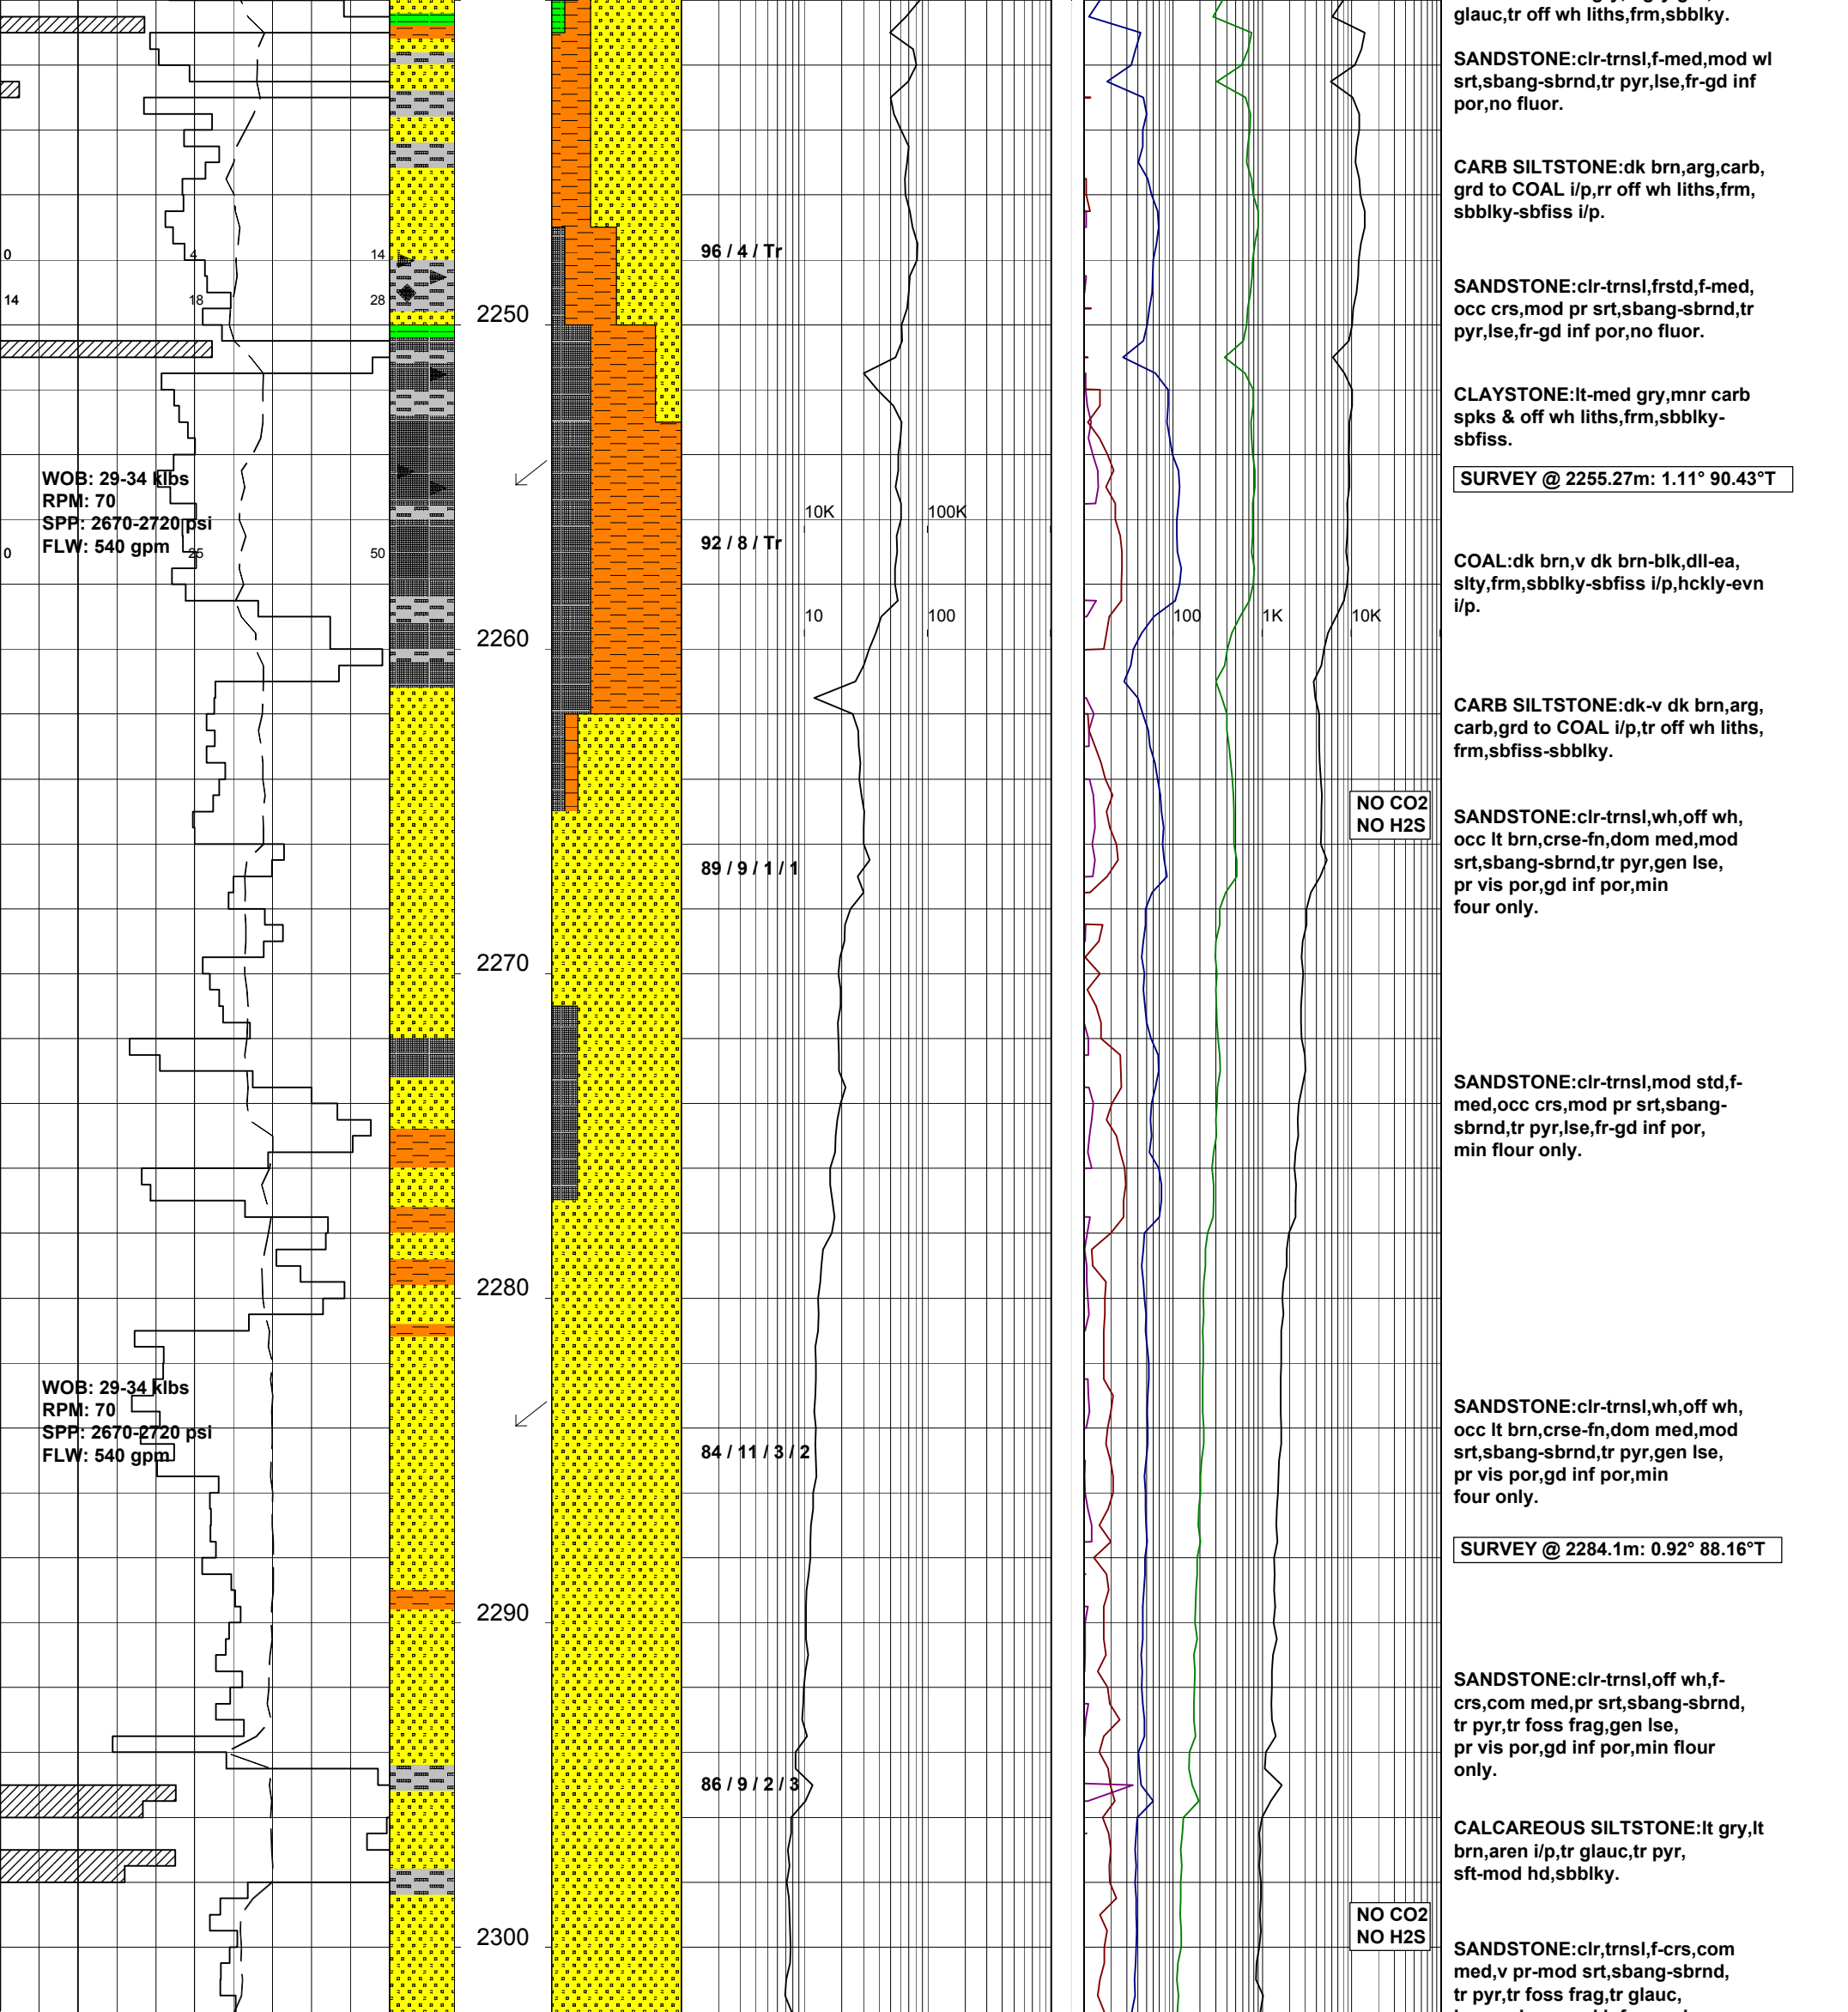 glauc,tr off wh liths,frm,sbblky.
SANDSTONE:clr-trnsl,f-med,mod wl
srt,sbang-sbrnd,tr pyr,lse,fr-gd inf
por,no fluor.
CARB SILTSTONE:dk brn,arg,carb,
grd to COAL i/p,rr off wh liths,frm,
sbblky-sbfiss i/p.
0 4 14
96 / 4 / Tr
14 18 28
2250
SANDSTONE:clr-trnsl,frstd,f-med,
occ crs,mod pr srt,sbang-sbrnd,tr
pyr,lse,fr-gd inf por,no fluor.
CLAYSTONE:lt-med gry,mnr carb
spks & off wh liths,frm,sbblky-
sbfiss.
SURVEY @ 2255.27m: 1.11° 90.43°T
WOB: 29-34 klbs
RPM: 70
SPP: 2670-2720 psi
FLW: 540 gpm
0 25 50
10K 100K
92 / 8 / Tr
COAL:dk brn,v dk brn-blk,dll-ea,
slty,frm,sbblky-sbfiss i/p,hckly-evn
i/p.
10 100
100 1K 10K
2260
CARB SILTSTONE:dk-v dk brn,arg,
carb,grd to COAL i/p,tr off wh liths,
frm,sbfiss-sbblky.
NO CO2
NO H2S
SANDSTONE:clr-trnsl,wh,off wh,
occ lt brn,crse-fn,dom med,mod
srt,sbang-sbrnd,tr pyr,gen lse,
pr vis por,gd inf por,min
four only.
89 / 9 / 1 / 1
2270
SANDSTONE:clr-trnsl,mod std,f-
med,occ crs,mod pr srt,sbang-
sbrnd,tr pyr,lse,fr-gd inf por,
min flour only.
2280
WOB: 29-34 klbs
RPM: 70
SPP: 2670-2720 psi
FLW: 540 gpm
84 / 11 / 3 / 2
SANDSTONE:clr-trnsl,wh,off wh,
occ lt brn,crse-fn,dom med,mod
srt,sbang-sbrnd,tr pyr,gen lse,
pr vis por,gd inf por,min
four only.
SURVEY @ 2284.1m: 0.92° 88.16°T
2290
SANDSTONE:clr-trnsl,off wh,f-
crs,com med,pr srt,sbang-sbrnd,
tr pyr,tr foss frag,gen lse,
pr vis por,gd inf por,min flour
only.
86 / 9 / 2 / 3
CALCAREOUS SILTSTONE:lt gry,lt
brn,aren i/p,tr glauc,tr pyr,
sft-mod hd,sbblky.
NO CO2
NO H2S
2300
SANDSTONE:clr,trnsl,f-crs,com
med,v pr-mod srt,sbang-sbrnd,
tr pyr,tr foss frag,tr glauc,